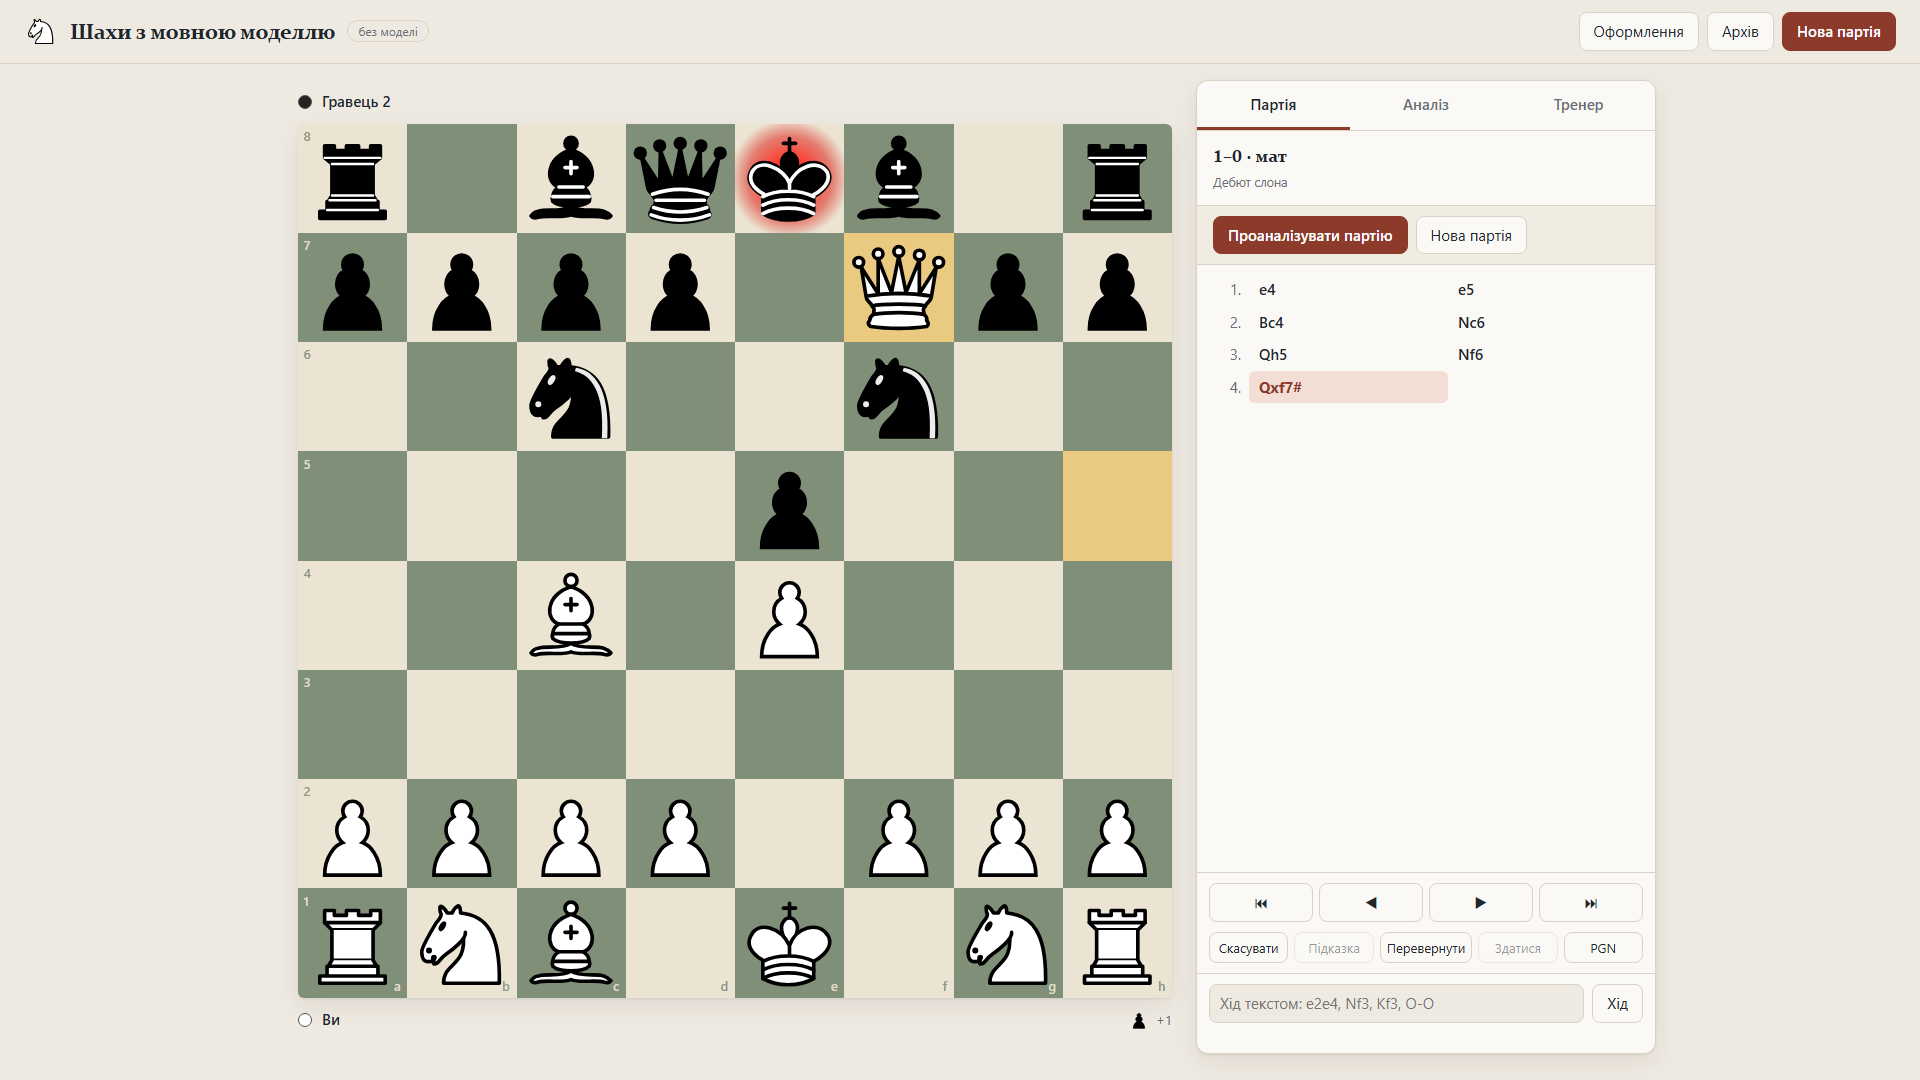 Шахи з мовною моделлю
без моделі
Оформлення
Архів
Нова партія
Гравець 2
8
7
6
5
4
3
2
1
a
b
c
d
e
f
g
h
Ви
+1
Партія
Аналіз
Тренер
1–0 · мат
Дебют слона
Проаналізувати партію
Нова партія
1. e4 e5
2. Bc4 Nc6
3. Qh5 Nf6
4. Qxf7#
Скасувати
Підказка
Перевернути
Здатися
PGN
Хід текстом: e2e4, Nf3, Кf3, O-O
Хід